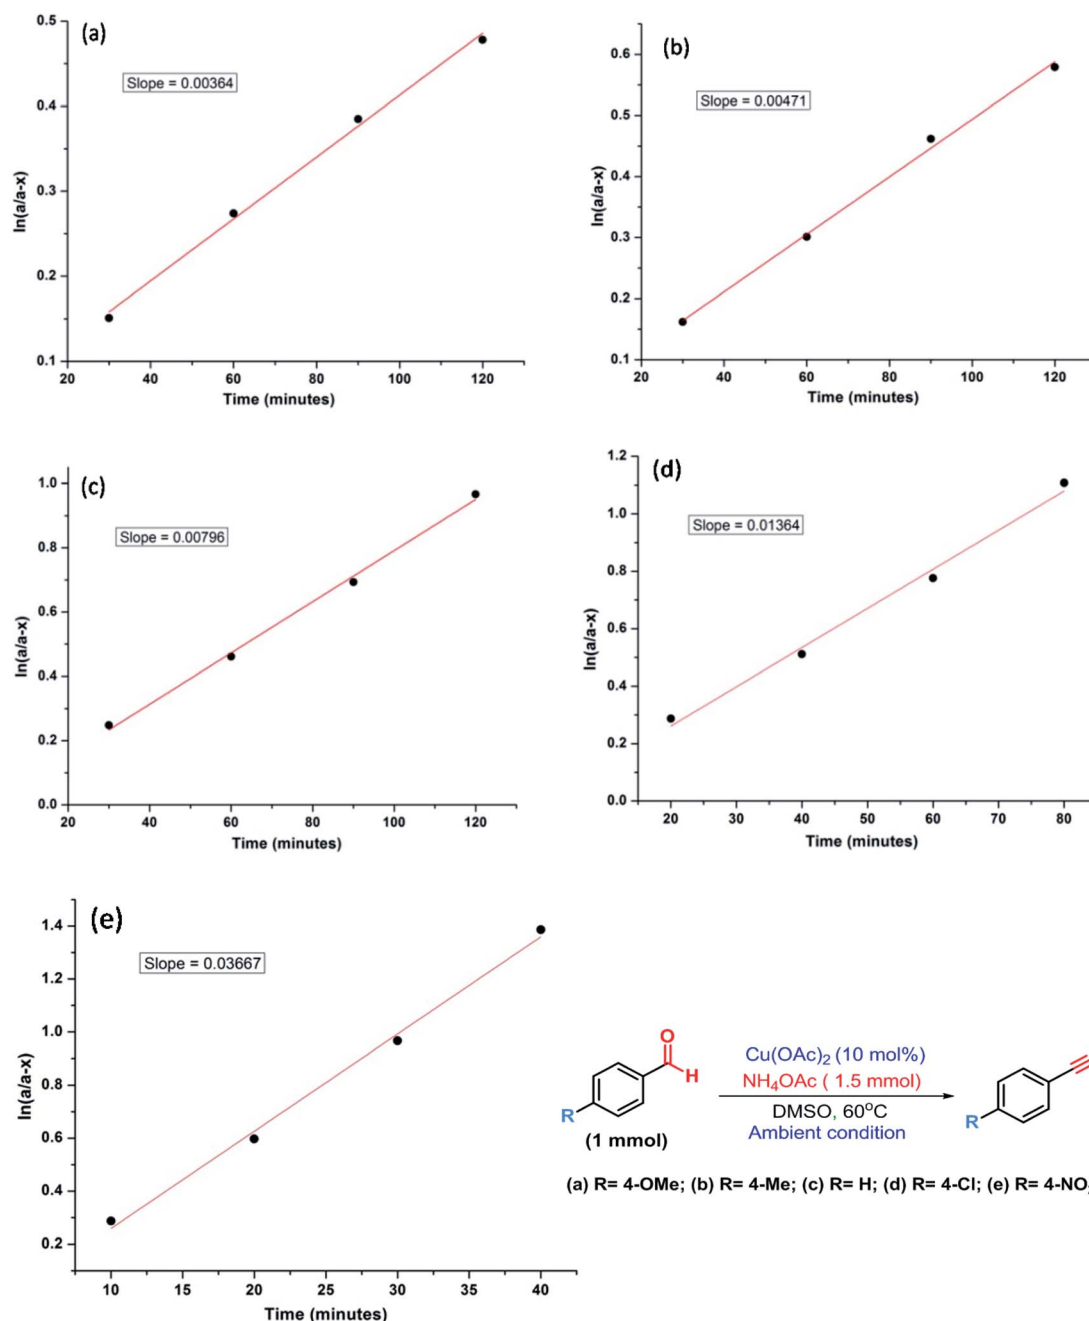 (a)
Slope = 0.00364
ln(a/a-x)
0.5
0.4
0.3
0.2
0.1
20 40 60 80 100 120
Time (minutes)
(b)
Slope = 0.00471
ln(a/a-x)
0.6
0.5
0.4
0.3
0.2
0.1
20 40 60 80 100 120
Time (minutes)
(c)
Slope = 0.00796
ln(a/a-x)
1.0
0.8
0.6
0.4
0.2
0.0
20 40 60 80 100 120
Time (minutes)
(d)
Slope = 0.01364
ln(a/a-x)
1.2
1.0
0.8
0.6
0.4
0.2
0.0
20 30 40 50 60 70 80
Time (minutes)
(e)
Slope = 0.03667
ln(a/a-x)
1.4
1.2
1.0
0.8
0.6
0.4
0.2
10 15 20 25 30 35 40
Time (minutes)
O
H
R
(1 mmol)
Cu(OAc)2 (10 mol%)
NH4OAc ( 1.5 mmol)
DMSO, 60°C
Ambient condition
R
(a) R= 4-OMe; (b) R= 4-Me; (c) R= H; (d) R= 4-Cl; (e) R= 4-NO